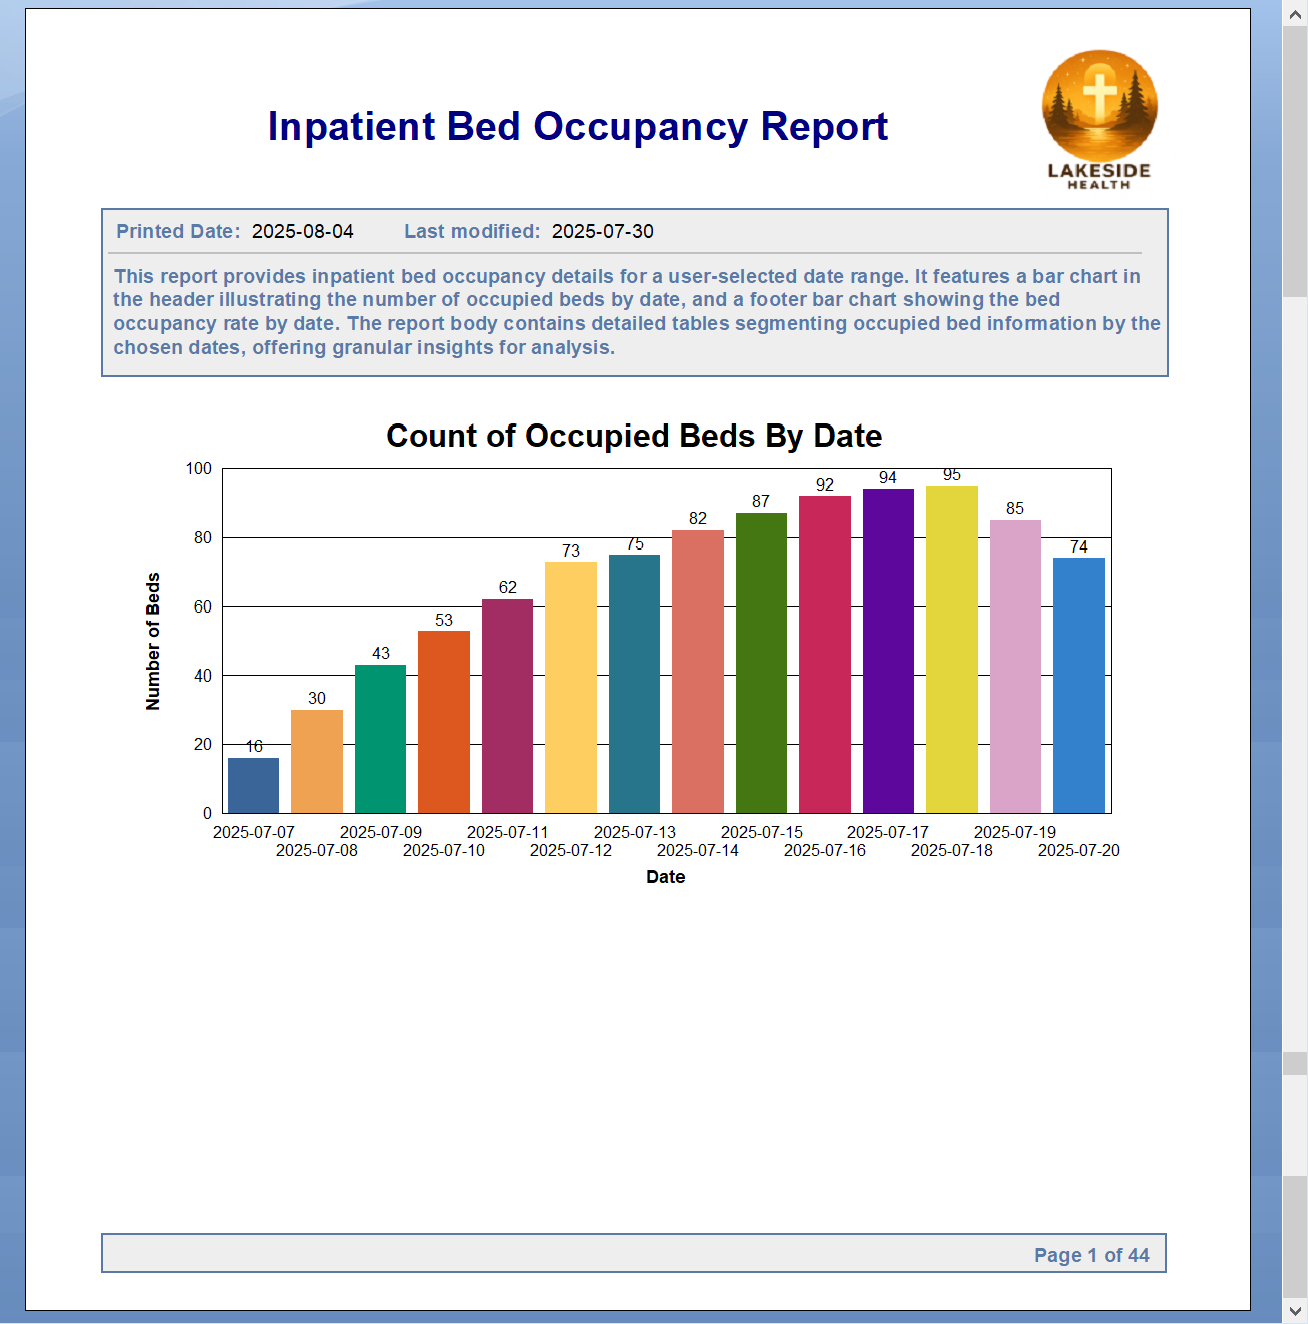 Inpatient Bed Occupancy Report
LAKESIDE
HEALTH
Printed Date: 2025-08-04 Last modified: 2025-07-30
This report provides inpatient bed occupancy details for a user-selected date range. It features a bar chart in
the header illustrating the number of occupied beds by date, and a footer bar chart showing the bed
occupancy rate by date. The report body contains detailed tables segmenting occupied bed information by the
chosen dates, offering granular insights for analysis.
Count of Occupied Beds By Date
Number of Beds
100
80
60
40
20
0
16
30
43
53
62
73
75
82
87
92
94
95
85
74
2025-07-07
2025-07-08
2025-07-09
2025-07-10
2025-07-11
2025-07-12
2025-07-13
2025-07-14
2025-07-15
2025-07-16
2025-07-17
2025-07-18
2025-07-19
2025-07-20
Date
Page 1 of 44